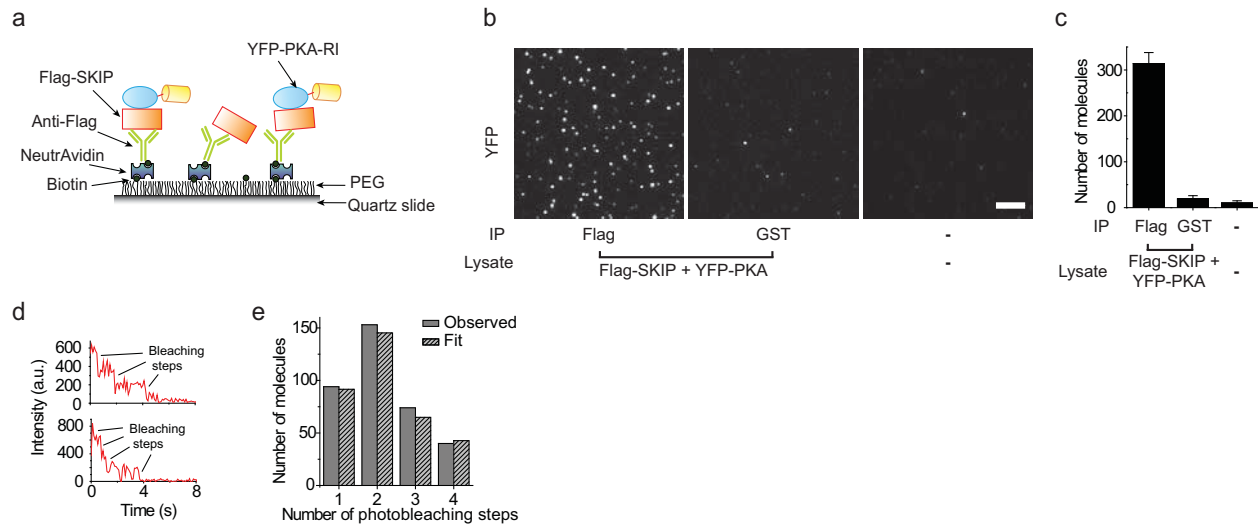 a
Flag-SKIP
YFP-PKA-RI
Anti-Flag
NeutrAvidin
Biotin
PEG
Quartz slide
b
YFP
IP Flag GST -
Lysate Flag-SKIP + YFP-PKA -
c
Number of molecules
300
200
100
0
IP Flag GST -
Lysate Flag-SKIP + YFP-PKA -
d
Intensity (a.u.)
600
400
200
0
Bleaching
steps
800
400
0
Bleaching
steps
0 4 8
Time (s)
e
Number of molecules
150
100
50
0
Observed
Fit
1 2 3 4
Number of photobleaching steps